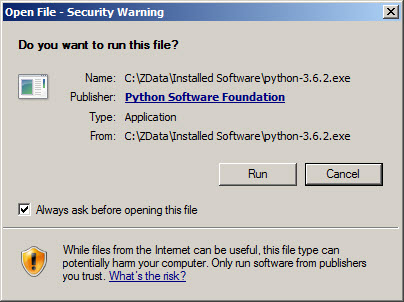 Open File - Security Warning
Do you want to run this file?
Name: C:\ZData\Installed Software\python-3.6.2.exe
Publisher: Python Software Foundation
Type: Application
From: C:\ZData\Installed Software\python-3.6.2.exe
Run Cancel
Always ask before opening this file
While files from the Internet can be useful, this file type can
potentially harm your computer. Only run software from publishers
you trust. What's the risk?